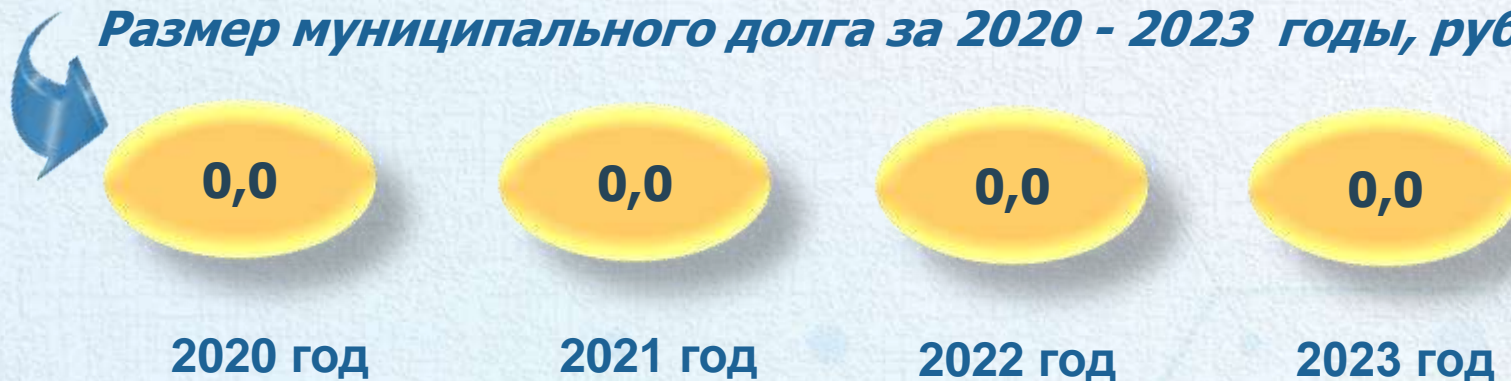 Размер муниципального долга за 2020 - 2023 годы, руб
0,0 0,0 0,0 0,0
2020 год 2021 год 2022 год 2023 год